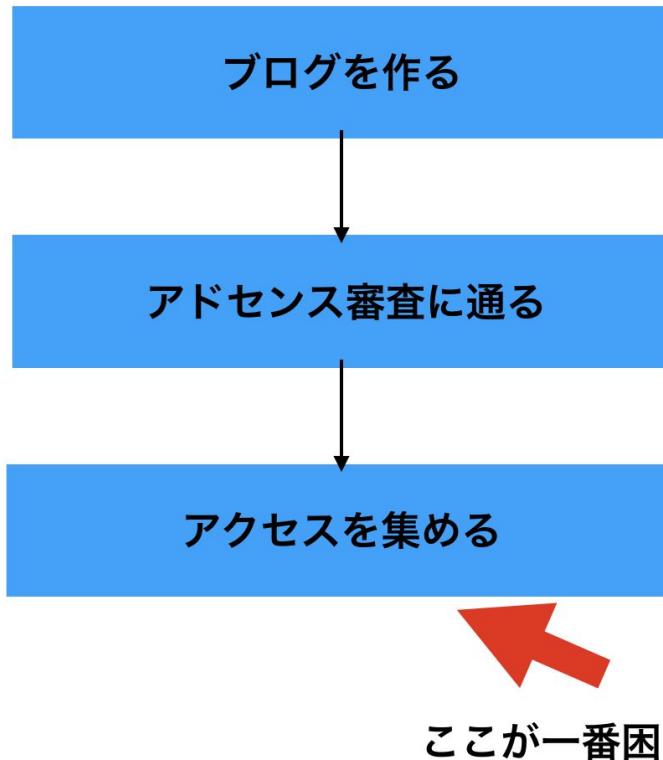 ブログを作る
アドセンス審査に通る
アクセスを集める
ここが一番困